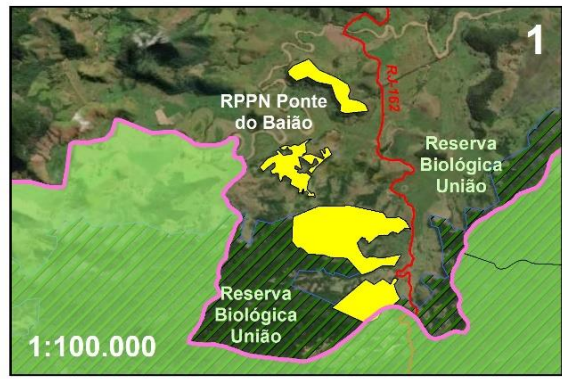 1
RPPN Ponte
do Baião
RJ-162
Reserva
Biológica
União
Reserva
Biológica
União
1:100.000